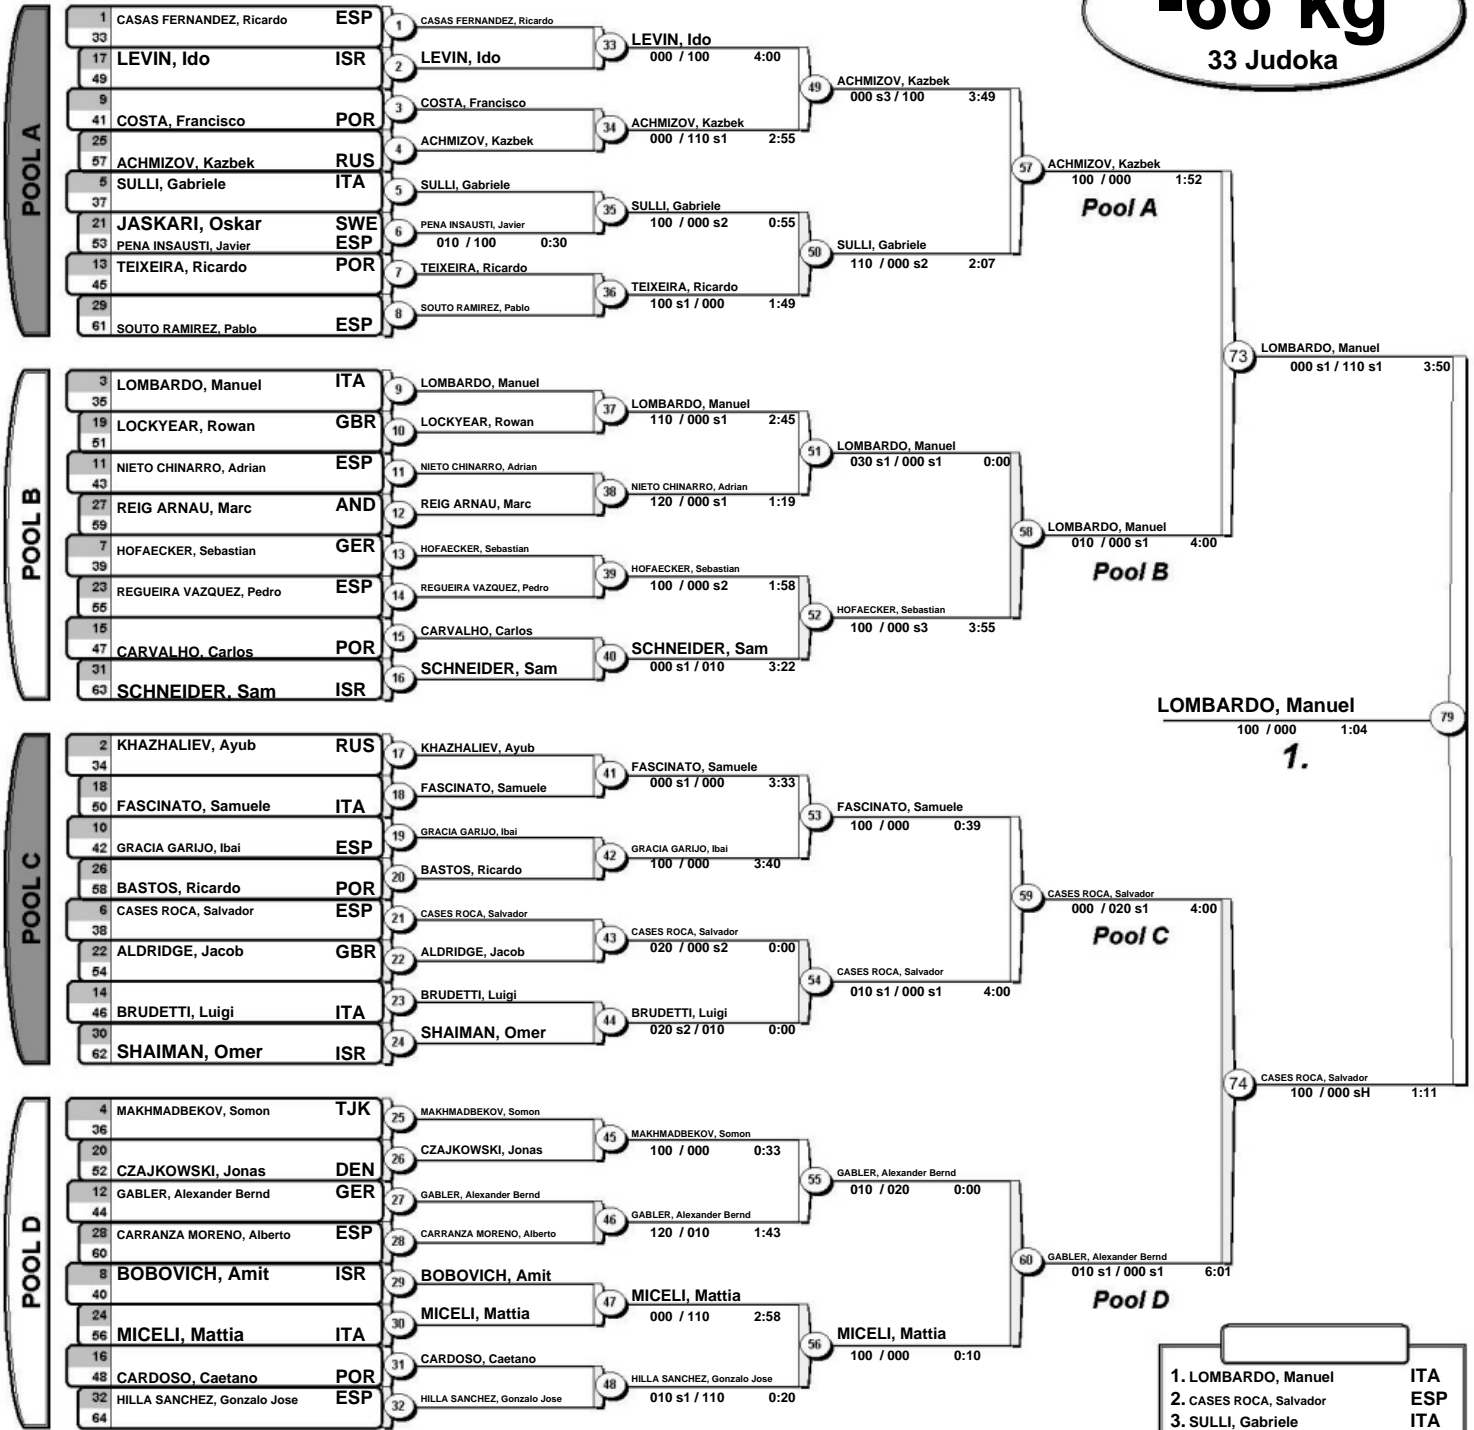 -66 kg
33 Judoka
POOL A
1 CASAS FERNANDEZ, Ricardo ESP
33
17 LEVIN, Ido ISR
49
9
41 COSTA, Francisco POR
25
57 ACHMIZOV, Kazbek RUS
5 SULLI, Gabriele ITA
37
21 JASKARI, Oskar SWE
53 PENA INSAUSTI, Javier ESP
13 TEIXEIRA, Ricardo POR
45
29
61 SOUTO RAMIREZ, Pablo ESP
1 CASAS FERNANDEZ, Ricardo
2 LEVIN, Ido
3 COSTA, Francisco
4 ACHMIZOV, Kazbek
5 SULLI, Gabriele
6 PENA INSAUSTI, Javier
010 / 100 0:30
7 TEIXEIRA, Ricardo
8 SOUTO RAMIREZ, Pablo
33 LEVIN, Ido
000 / 100 4:00
34 ACHMIZOV, Kazbek
000 / 110 s1 2:55
35 SULLI, Gabriele
100 / 000 s2 0:55
36 TEIXEIRA, Ricardo
100 s1 / 000 1:49
49 ACHMIZOV, Kazbek
000 s3 / 100 3:49
50 SULLI, Gabriele
110 / 000 s2 2:07
57 ACHMIZOV, Kazbek
100 / 000 1:52
Pool A
POOL B
3 LOMBARDO, Manuel ITA
35
19 LOCKYEAR, Rowan GBR
51
11 NIETO CHINARRO, Adrian ESP
43
27 REIG ARNAU, Marc AND
59
7 HOFAECKER, Sebastian GER
39
23 REGUEIRA VAZQUEZ, Pedro ESP
55
15
47 CARVALHO, Carlos POR
31
63 SCHNEIDER, Sam ISR
9 LOMBARDO, Manuel
10 LOCKYEAR, Rowan
11 NIETO CHINARRO, Adrian
12 REIG ARNAU, Marc
13 HOFAECKER, Sebastian
14 REGUEIRA VAZQUEZ, Pedro
15 CARVALHO, Carlos
16 SCHNEIDER, Sam
37 LOMBARDO, Manuel
110 / 000 s1 2:45
38 NIETO CHINARRO, Adrian
120 / 000 s1 1:19
39 HOFAECKER, Sebastian
100 / 000 s2 1:58
40 SCHNEIDER, Sam
000 s1 / 010 3:22
51 LOMBARDO, Manuel
030 s1 / 000 s1 0:00
52 HOFAECKER, Sebastian
100 / 000 s3 3:55
58 LOMBARDO, Manuel
010 / 000 s1 4:00
Pool B
73 LOMBARDO, Manuel
000 s1 / 110 s1 3:50
LOMBARDO, Manuel 79
100 / 000 1:04
1.
POOL C
2 KHAZHALIEV, Ayub RUS
34
18
50 FASCINATO, Samuele ITA
10
42 GRACIA GARIJO, Ibai ESP
26
58 BASTOS, Ricardo POR
6 CASES ROCA, Salvador ESP
38
22 ALDRIDGE, Jacob GBR
54
14
46 BRUDETTI, Luigi ITA
30
62 SHAIMAN, Omer ISR
17 KHAZHALIEV, Ayub
18 FASCINATO, Samuele
19 GRACIA GARIJO, Ibai
20 BASTOS, Ricardo
21 CASES ROCA, Salvador
22 ALDRIDGE, Jacob
23 BRUDETTI, Luigi
24 SHAIMAN, Omer
41 FASCINATO, Samuele
000 s1 / 000 3:33
42 GRACIA GARIJO, Ibai
100 / 000 3:40
43 CASES ROCA, Salvador
020 / 000 s2 0:00
44 BRUDETTI, Luigi
020 s2 / 010 0:00
53 FASCINATO, Samuele
100 / 000 0:39
54 CASES ROCA, Salvador
010 s1 / 000 s1 4:00
59 CASES ROCA, Salvador
000 / 020 s1 4:00
Pool C
POOL D
4 MAKHMADBEKOV, Somon TJK
36
20
52 CZAJKOWSKI, Jonas DEN
12 GABLER, Alexander Bernd GER
44
28 CARRANZA MORENO, Alberto ESP
60
8 BOBOVICH, Amit ISR
40
24
56 MICELI, Mattia ITA
16
48 CARDOSO, Caetano POR
32 HILLA SANCHEZ, Gonzalo Jose ESP
64
25 MAKHMADBEKOV, Somon
26 CZAJKOWSKI, Jonas
27 GABLER, Alexander Bernd
28 CARRANZA MORENO, Alberto
29 BOBOVICH, Amit
30 MICELI, Mattia
31 CARDOSO, Caetano
32 HILLA SANCHEZ, Gonzalo Jose
45 MAKHMADBEKOV, Somon
100 / 000 0:33
46 GABLER, Alexander Bernd
120 / 010 1:43
47 MICELI, Mattia
000 / 110 2:58
48 HILLA SANCHEZ, Gonzalo Jose
010 s1 / 110 0:20
55 GABLER, Alexander Bernd
010 / 020 0:00
56 MICELI, Mattia
100 / 000 0:10
60 GABLER, Alexander Bernd
010 s1 / 000 s1 6:01
Pool D
74 CASES ROCA, Salvador
100 / 000 sH 1:11
1. LOMBARDO, Manuel ITA
2. CASES ROCA, Salvador ESP
3. SULLI, Gabriele ITA